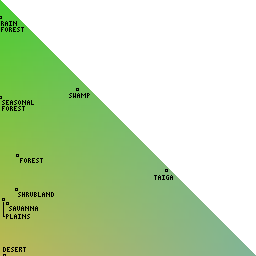 RAIN
FOREST
SWAMP
SEASONAL
FOREST
FOREST
TAIGA
SHRUBLAND
SAVANNA
PLAINS
DESERT